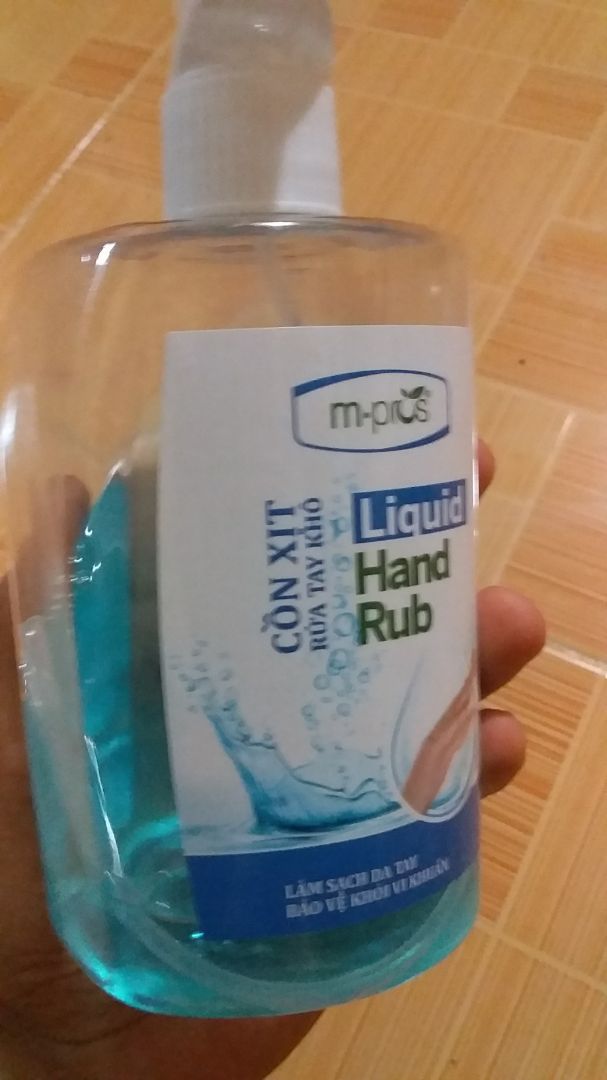 m-pros®
CỒN XỊT
RỬA TAY KHÔ
Liquid
Hand
Rub
LÀM SẠCH DA TAY
BẢO VỆ KHỎI VI KHUẨN